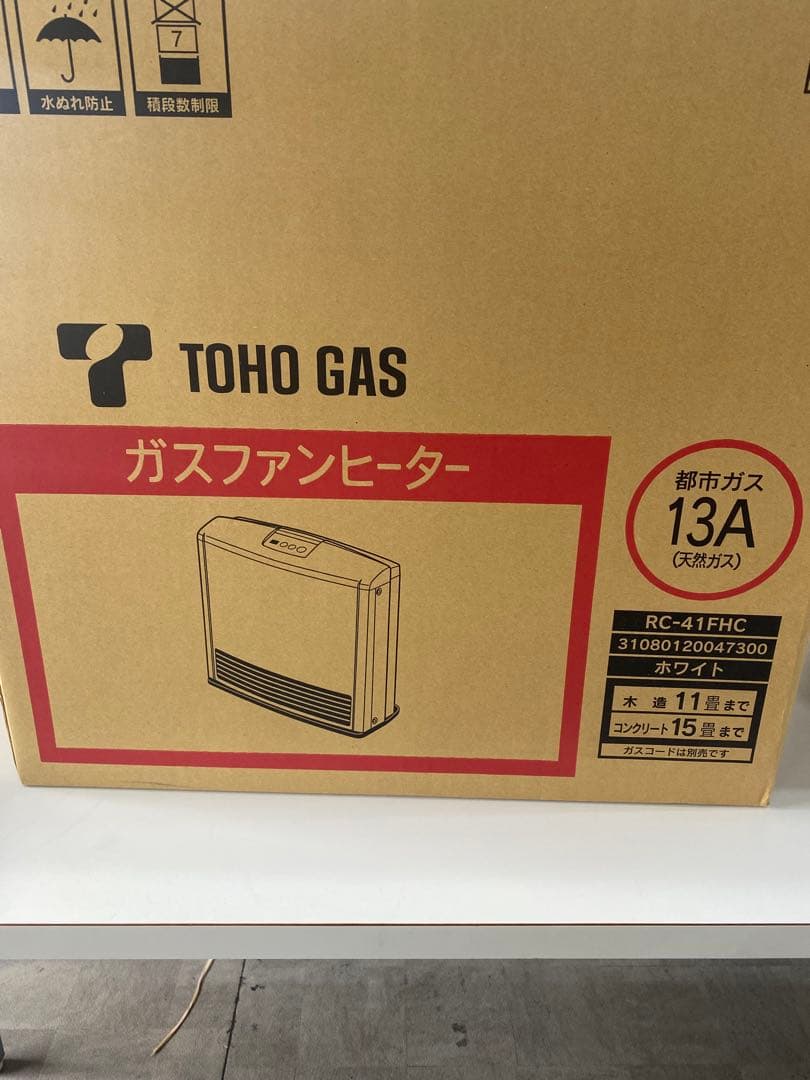 7
水ぬれ防止
積段数制限
TOHO GAS
ガスファンヒーター
都市ガス
13A
(天然ガス)
RC-41FHC
31080120047300
ホワイト
木造 11畳まで
コンクリート 15畳まで
ガスコードは別売です